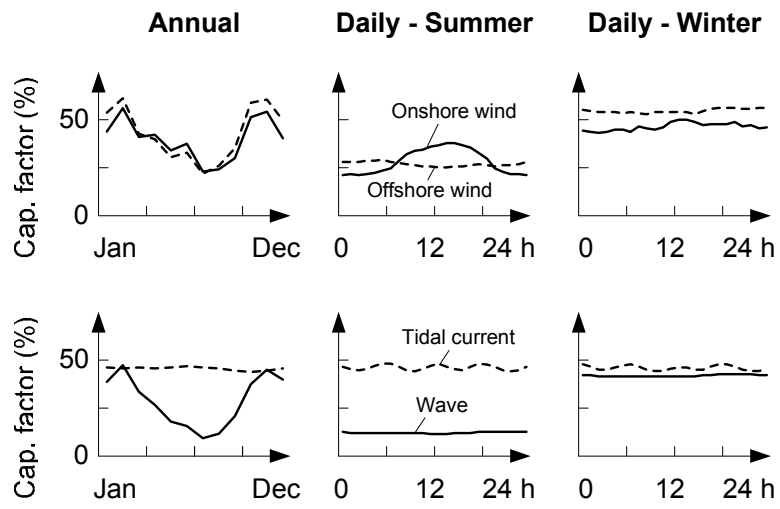 Annual Daily - Summer Daily - Winter
Cap. factor (%)
50
0
Jan Dec
Onshore wind
Offshore wind
0 12 24 h
0 12 24 h
Cap. factor (%)
50
0
Jan Dec
Tidal current
Wave
0 12 24 h
0 12 24 h